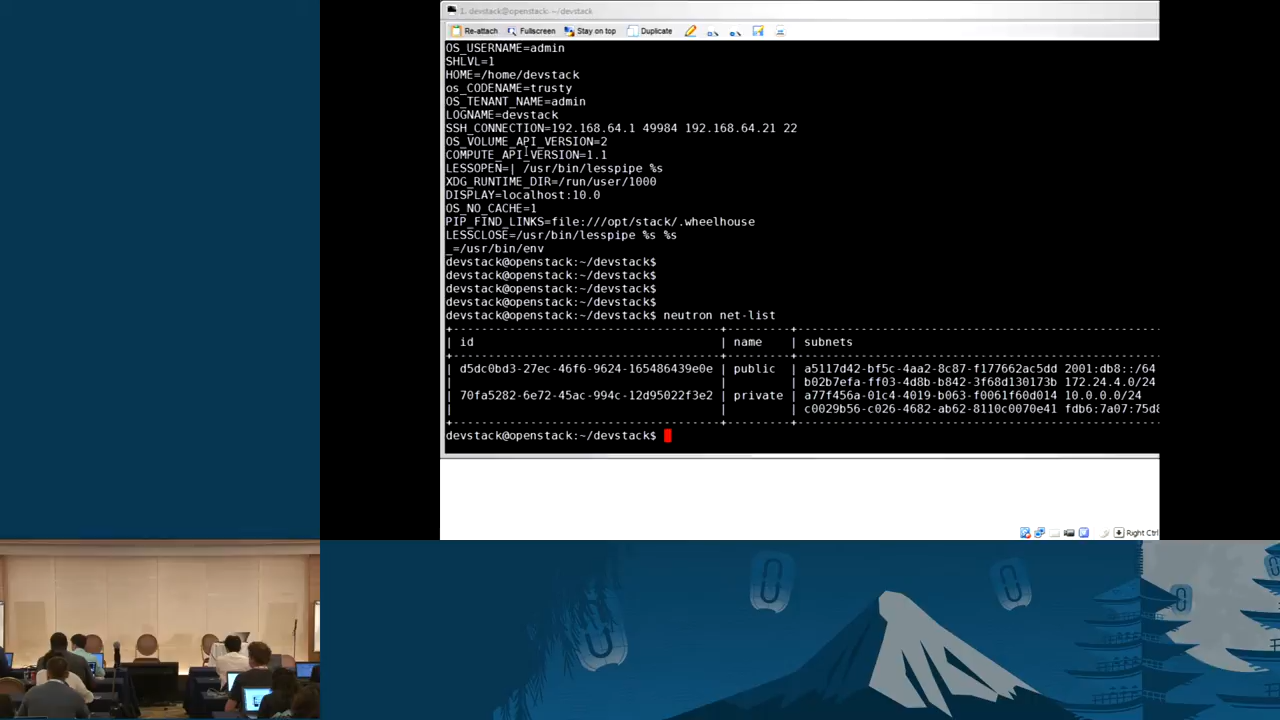 1. devstack@openstack: ~/devstack
Re-attach Fullscreen Stay on top Duplicate
OS_USERNAME=admin
SHLVL=1
HOME=/home/devstack
os_CODENAME=trusty
OS_TENANT_NAME=admin
LOGNAME=devstack
SSH_CONNECTION=192.168.64.1 49984 192.168.64.21 22
OS_VOLUME_API_VERSION=2
COMPUTE_API_VERSION=1.1
LESSOPEN=| /usr/bin/lesspipe %s
XDG_RUNTIME_DIR=/run/user/1000
DISPLAY=localhost:10.0
OS_NO_CACHE=1
PIP_FIND_LINKS=file:///opt/stack/.wheelhouse
LESSCLOSE=/usr/bin/lesspipe %s %s
_=/usr/bin/env
devstack@openstack:~/devstack$
devstack@openstack:~/devstack$
devstack@openstack:~/devstack$
devstack@openstack:~/devstack$
devstack@openstack:~/devstack$ neutron net-list
| id | name | subnets
| d5dc0bd3-27ec-46f6-9624-165486439e0e | public | a5117d42-bf5c-4aa2-8c87-f177662ac5dd 2001:db8::/64
| | | b02b7efa-ff03-4d8b-b842-3f68d130173b 172.24.4.0/24
| 70fa5282-6e72-45ac-994c-12d95022f3e2 | private | a77f456a-01c4-4019-b063-f0061f60d014 10.0.0.0/24
| | | c0029b56-c026-4682-ab62-8110c0070e41 fdb6:7a07:75d8
devstack@openstack:~/devstack$
Right Ctrl